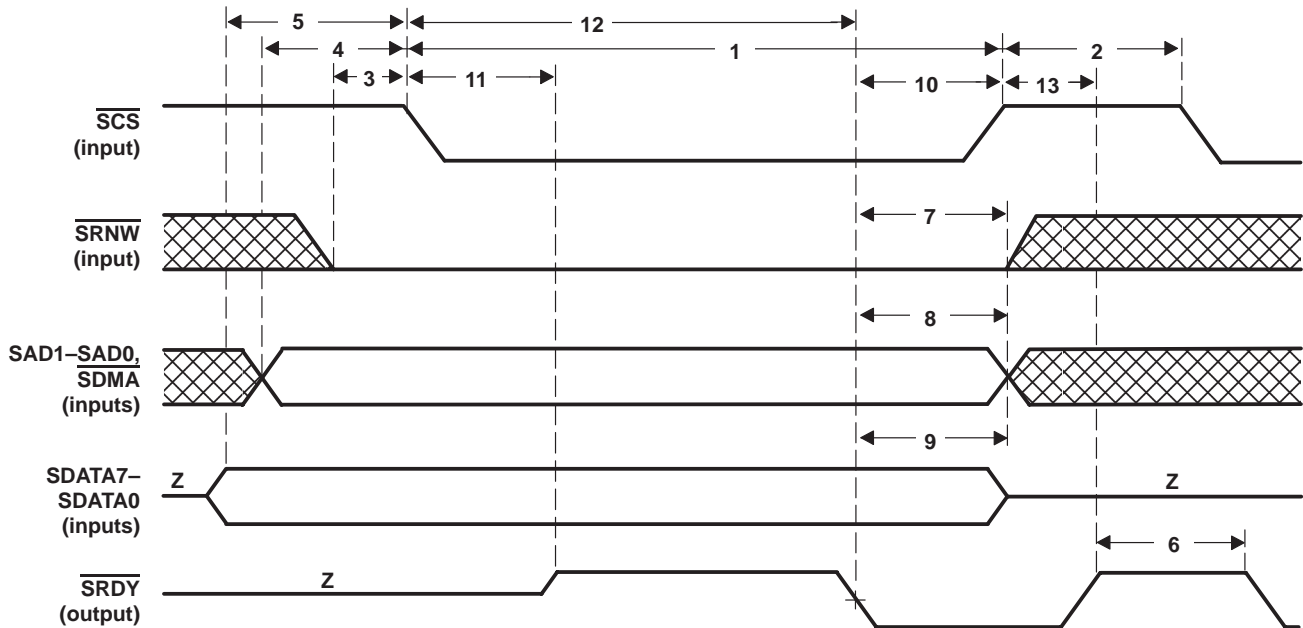 5
12
4
1
2
3
11
10
13
SCS
(input)
7
SRNW
(input)
8
SAD1–SAD0,
SDMA
(inputs)
9
SDATA7–
SDATA0
(inputs)
Z
Z
6
SRDY
(output)
Z